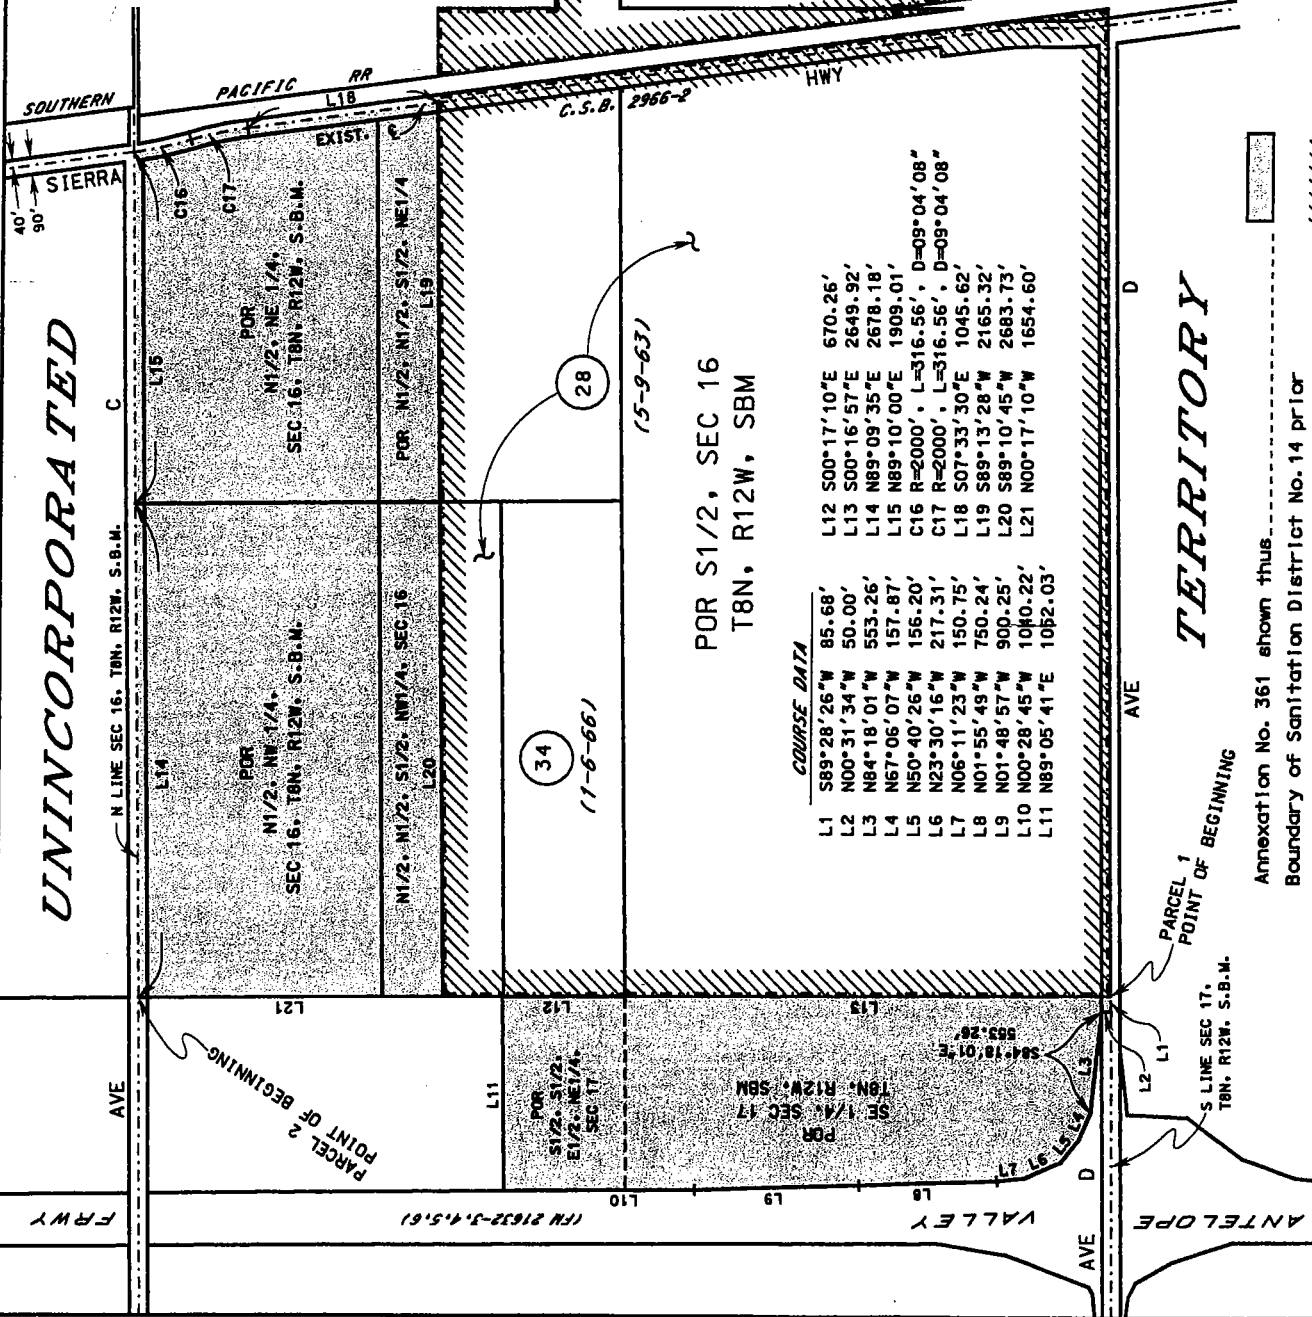 UNINCORPORATED
TERRITORY
SOUTHERN
PACIFIC
RR
SIERRA
HWY
40'
90'
C.S.B. 2966-2
EXIST.
℄
C16
C17
L18
N LINE SEC 16, T8N, R12W, S.B.M.
AVE
C
L14
L15
POR
N1/2, NW 1/4,
SEC 16, T8N, R12W, S.B.M.
POR
N1/2, NE 1/4,
SEC 16, T8N, R12W, S.B.M.
N1/2, N1/2, S1/2, NW1/4, SEC 16
POR N1/2, N1/2, S1/2, NE1/4
L20
L19
28
34
(1-6-66)
(5-9-63)
POR S1/2, SEC 16
T8N, R12W, SBM
COURSE DATA
L1 S89°28'26"W 85.68'
L2 N00°31'34"W 50.00'
L3 N84°18'01"W 553.26'
L4 N67°06'07"W 157.87'
L5 N50°40'26"W 156.20'
L6 N23°30'16"W 217.31'
L7 N06°11'23"W 150.75'
L8 N01°55'49"W 750.24'
L9 N01°48'57"W 900.25'
L10 N00°28'45"W 1040.22'
L11 N89°05'41"E 1052.03'
L12 S00°17'10"E 670.26'
L13 S00°16'57"E 2649.92'
L14 N89°09'35"E 2678.18'
L15 N89°10'00"E 1909.01'
C16 R=2000', L=316.56', D=09°04'08"
C17 R=2000', L=316.56', D=09°04'08"
L18 S07°33'30"E 1045.62'
L19 S89°13'28"W 2165.32'
L20 S89°10'45"W 2683.73'
L21 N00°17'10"W 1654.60'
L21
L12
L13
PARCEL 2
POINT OF BEGINNING
L11
POR
S1/2, S1/2,
E1/2, NE1/4,
SEC 17
POR
SE 1/4, SEC 17
T8N, R12W, SBM
S84°18'01"E
553.26'
L3
L4
L5
L6
L7
L8
L9
L10
L2
L1
S LINE SEC 17,
T8N, R12W, S.B.M.
PARCEL 1
POINT OF BEGINNING
AVE
D
AVE
D
ANTELOPE
VALLEY
(FM 21632-3,4,5,6)
FRWY
Annexation No. 361 shown thus
Boundary of Sanitation District No. 14 prior